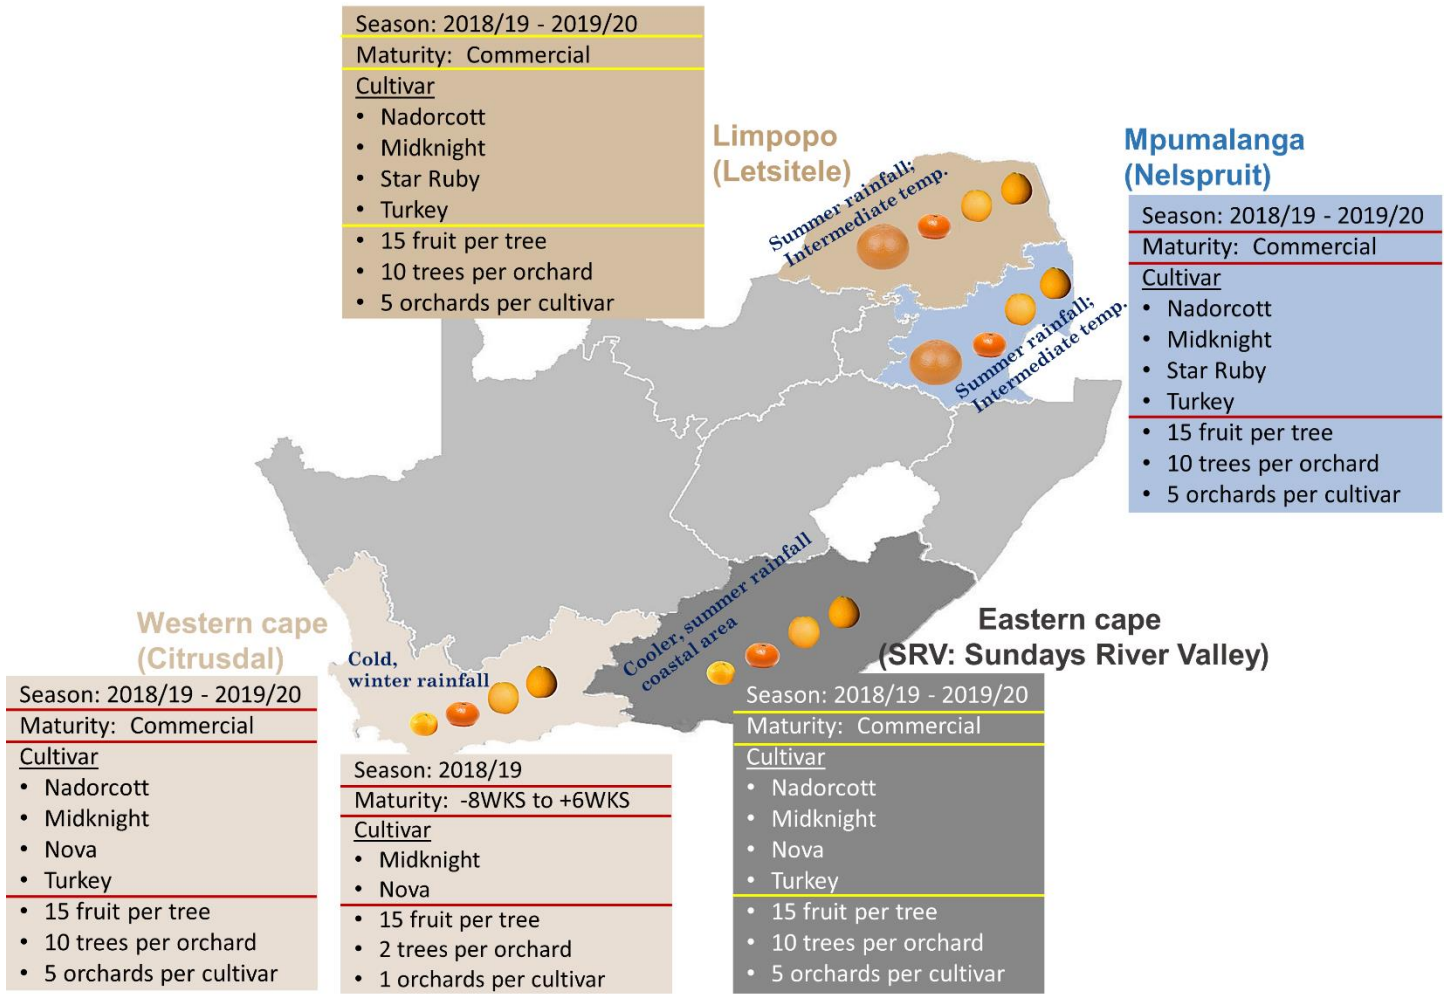 Season: 2018/19 - 2019/20
Maturity: Commercial
Cultivar
• Nadorcott
• Midknight
• Star Ruby
• Turkey
• 15 fruit per tree
• 10 trees per orchard
• 5 orchards per cultivar
Limpopo
(Letsitele)
Summer rainfall;
Intermediate temp.
Mpumalanga
(Nelspruit)
Season: 2018/19 - 2019/20
Maturity: Commercial
Cultivar
• Nadorcott
• Midknight
• Star Ruby
• Turkey
• 15 fruit per tree
• 10 trees per orchard
• 5 orchards per cultivar
Summer rainfall;
Intermediate temp.
Western cape
(Citrusdal)
Cold,
winter rainfall
Season: 2018/19 - 2019/20
Maturity: Commercial
Cultivar
• Nadorcott
• Midknight
• Nova
• Turkey
• 15 fruit per tree
• 10 trees per orchard
• 5 orchards per cultivar
Season: 2018/19
Maturity: -8WKS to +6WKS
Cultivar
• Midknight
• Nova
• 15 fruit per tree
• 2 trees per orchard
• 1 orchards per cultivar
Cooler, summer rainfall
coastal area
Eastern cape
(SRV: Sundays River Valley)
Season: 2018/19 - 2019/20
Maturity: Commercial
Cultivar
• Nadorcott
• Midknight
• Nova
• Turkey
• 15 fruit per tree
• 10 trees per orchard
• 5 orchards per cultivar